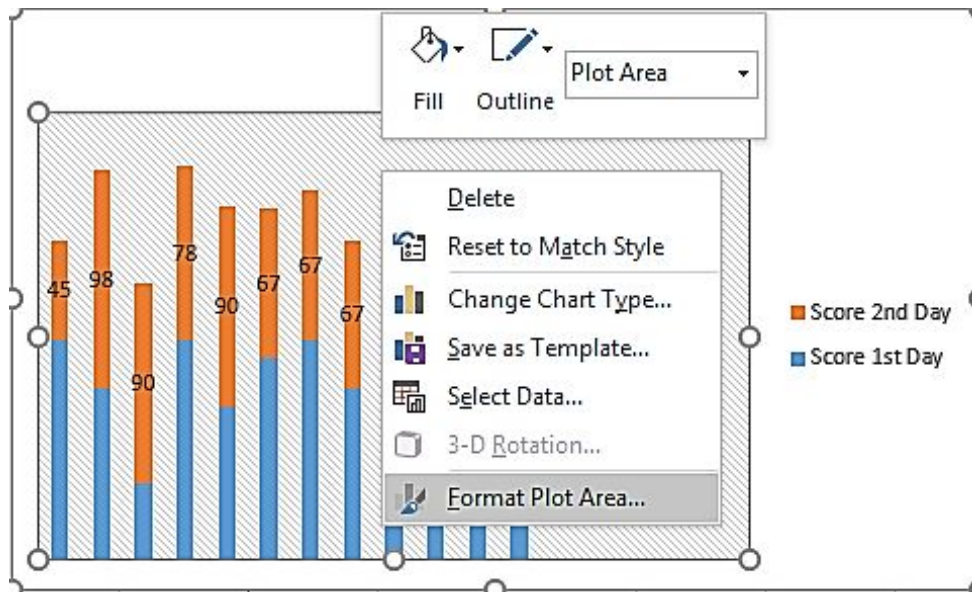 Plot Area
Fill Outline
Delete
Reset to Match Style
Change Chart Type...
Save as Template...
Select Data...
3-D Rotation...
Format Plot Area...
45
98
90
78
90
67
67
67
Score 2nd Day
Score 1st Day